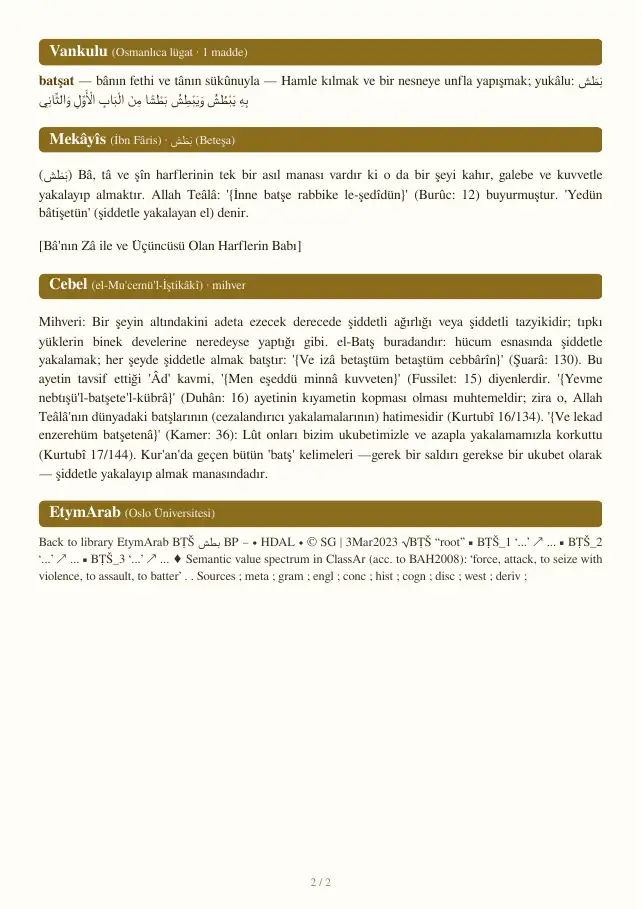 Vankulu (Osmanlıca lügat · 1 madde)
batşat — bânın fethi ve tânın sükûnuyla — Hamle kılmak ve bir nesneye unfla yapışmak; yukâlu: بَطَشَ
بِهِ يَبْطُشُ وَيَبْطِشُ بَطْشًا مِنَ الْبَابِ الْأَوَّلِ وَالثَّانِي
Mekâyîs (İbn Fâris) · بَطَشَ (Beteşa)
(بَطَشَ) Bâ, tâ ve şîn harflerinin tek bir asıl manası vardır ki o da bir şeyi kahır, galebe ve kuvvetle
yakalayıp almaktır. Allah Teâlâ: '{İnne batşe rabbike le-şedîdün}' (Burûc: 12) buyurmuştur. 'Yedün
bâtişetün' (şiddetle yakalayan el) denir.
[Bâ'nın Zâ ile ve Üçüncüsü Olan Harflerin Babı]
Cebel (el-Mu'cemü'l-İştikâkî) · mihver
Mihveri: Bir şeyin altındakini adeta ezecek derecede şiddetli ağırlığı veya şiddetli tazyikidir; tıpkı
yüklerin binek develerine neredeyse yaptığı gibi. el-Batş buradandır: hücum esnasında şiddetle
yakalamak; her şeyde şiddetle almak batştır: '{Ve izâ betaştüm betaştüm cebbârîn}' (Şuarâ: 130). Bu
ayetin tavsif ettiği 'Âd' kavmi, '{Men eşeddü minnâ kuvveten}' (Fussilet: 15) diyenlerdir. '{Yevme
nebtışü'l-batşete'l-kübrâ}' (Duhân: 16) ayetinin kıyametin kopması olması muhtemeldir; zira o, Allah
Teâlâ'nın dünyadaki batşlarının (cezalandırıcı yakalamalarının) hatimesidir (Kurtubî 16/134). '{Ve lekad
enzerehüm batşetenâ}' (Kamer: 36): Lût onları bizim ukubetimizle ve azapla yakalamamızla korkuttu
(Kurtubî 17/144). Kur'an'da geçen bütün 'batş' kelimeleri —gerek bir saldırı gerekse bir ukubet olarak
— şiddetle yakalayıp almak manasındadır.
EtymArab (Oslo Üniversitesi)
Back to library EtymArab BṬŠ بطش BP – • HDAL • © SG | 3Mar2023 √BṬŠ “root” ▪ BṬŠ_1 ‘...’ ↗ ... ▪ BṬŠ_2
‘...’ ↗ ... ▪ BṬŠ_3 ‘...’ ↗ ... ♦ Semantic value spectrum in ClassAr (acc. to BAH2008): ‘force, attack, to seize with
violence, to assault, to batter’ . . Sources ; meta ; gram ; engl ; conc ; hist ; cogn ; disc ; west ; deriv ;
2 / 2